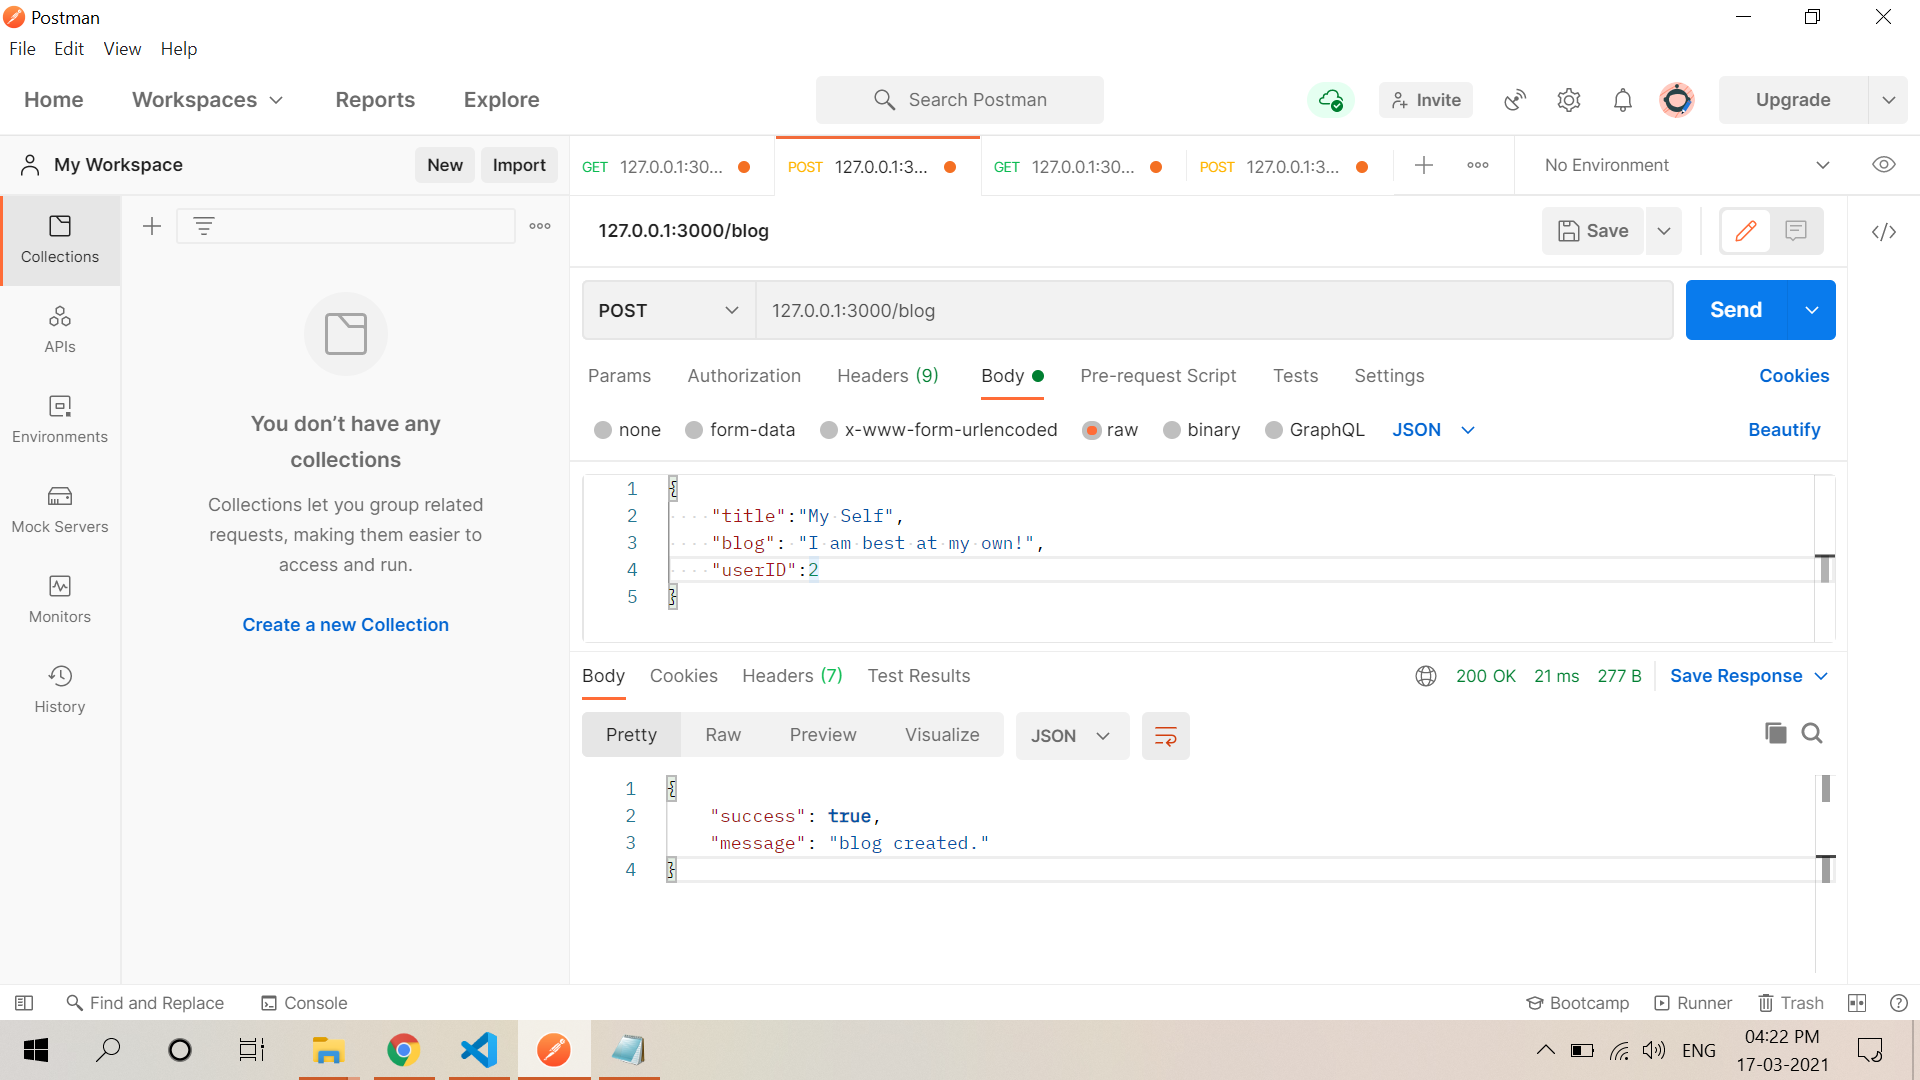 Postman
File Edit View Help
Home Workspaces Reports Explore Search Postman Invite Upgrade
My Workspace New Import GET 127.0.0.1:30... POST 127.0.0.1:3... GET 127.0.0.1:30... POST 127.0.0.1:3... No Environment
Collections
APIs
Environments
Mock Servers
Monitors
History
You don’t have any
collections
Collections let you group related
requests, making them easier to
access and run.
Create a new Collection
127.0.0.1:3000/blog Save
POST 127.0.0.1:3000/blog Send
Params Authorization Headers (9) Body Pre-request Script Tests Settings Cookies
none form-data x-www-form-urlencoded raw binary GraphQL JSON Beautify
1 {
2 "title":"My Self",
3 "blog": "I am best at my own!",
4 "userID":2
5 }
Body Cookies Headers (7) Test Results 200 OK 21 ms 277 B Save Response
Pretty Raw Preview Visualize JSON
1 {
2 "success": true,
3 "message": "blog created."
4 }
Find and Replace Console Bootcamp Runner Trash
ENG 04:22 PM
17-03-2021